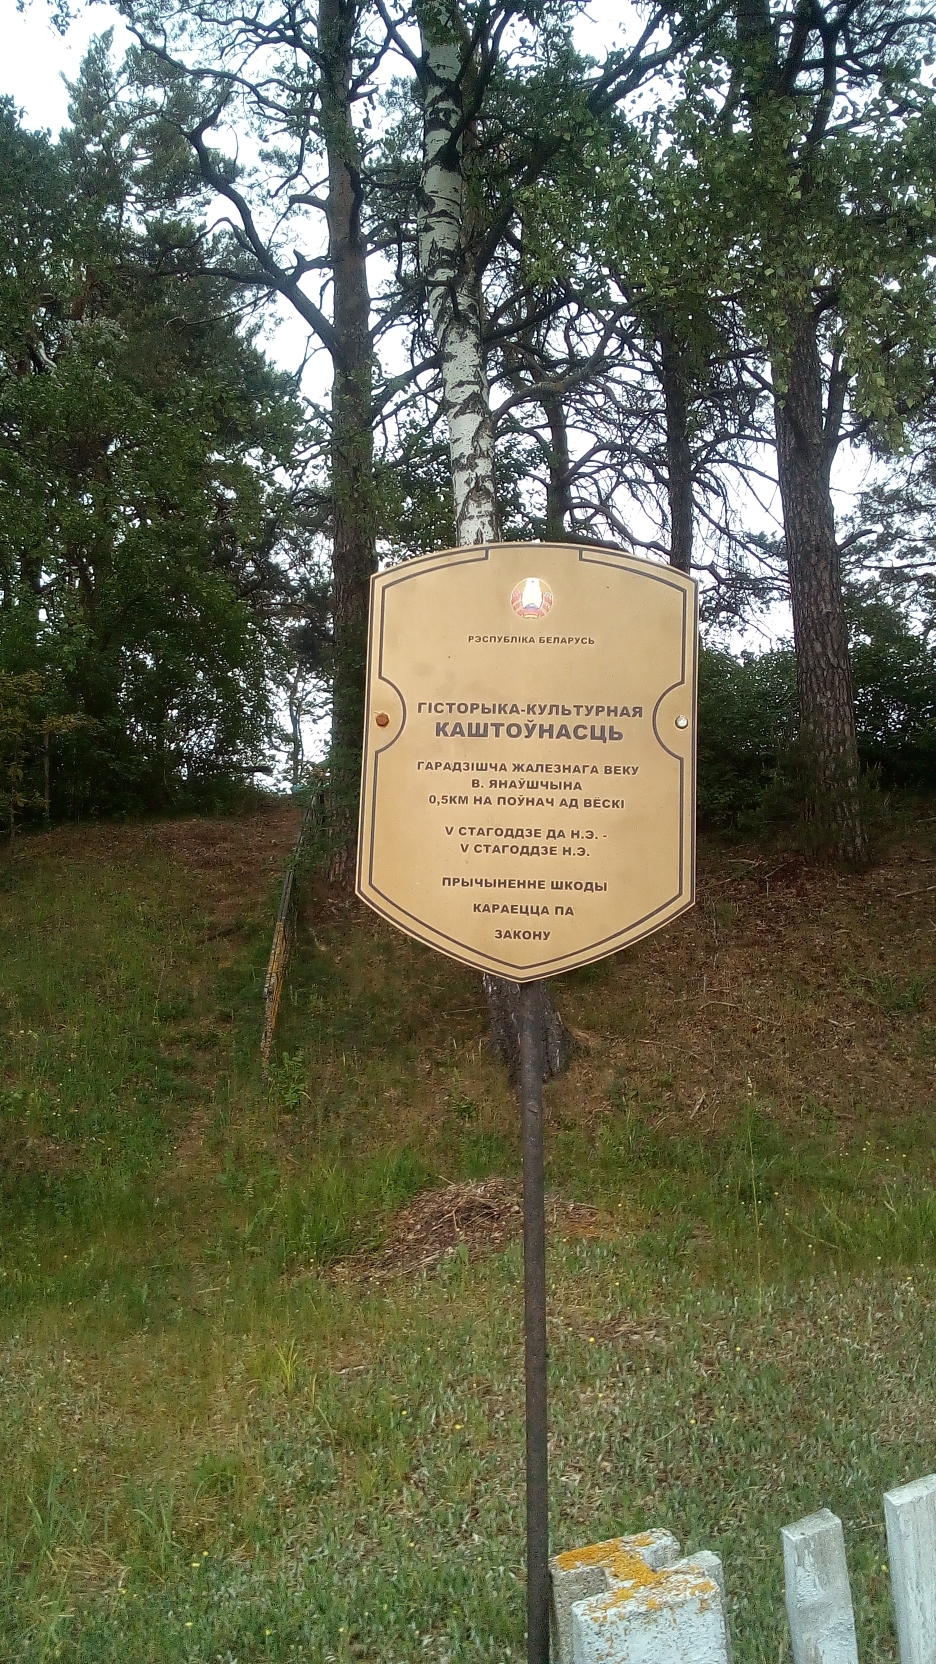 РЭСПУБЛІКА БЕЛАРУСЬ
ГІСТОРЫКА-КУЛЬТУРНАЯ
КАШТОЎНАСЦЬ
ГАРАДЗІШЧА ЖАЛЕЗНАГА ВЕКУ
В. ЯНАЎШЧЫНА
0,5КМ НА ПОЎНАЧ АД ВЁСКІ
V СТАГОДДЗЕ ДА Н.Э. -
V СТАГОДДЗЕ Н.Э.
ПРЫЧЫНЕННЕ ШКОДЫ
КАРАЕЦЦА ПА
ЗАКОНУ